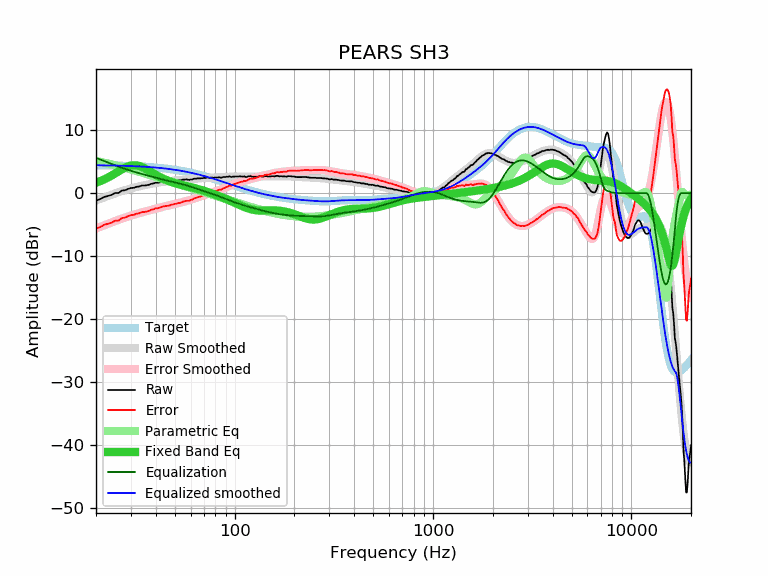 PEARS SH3
Amplitude (dBr)
10
0
−10
−20
−30
−40
−50
Target
Raw Smoothed
Error Smoothed
Raw
Error
Parametric Eq
Fixed Band Eq
Equalization
Equalized smoothed
100
1000
10000
Frequency (Hz)